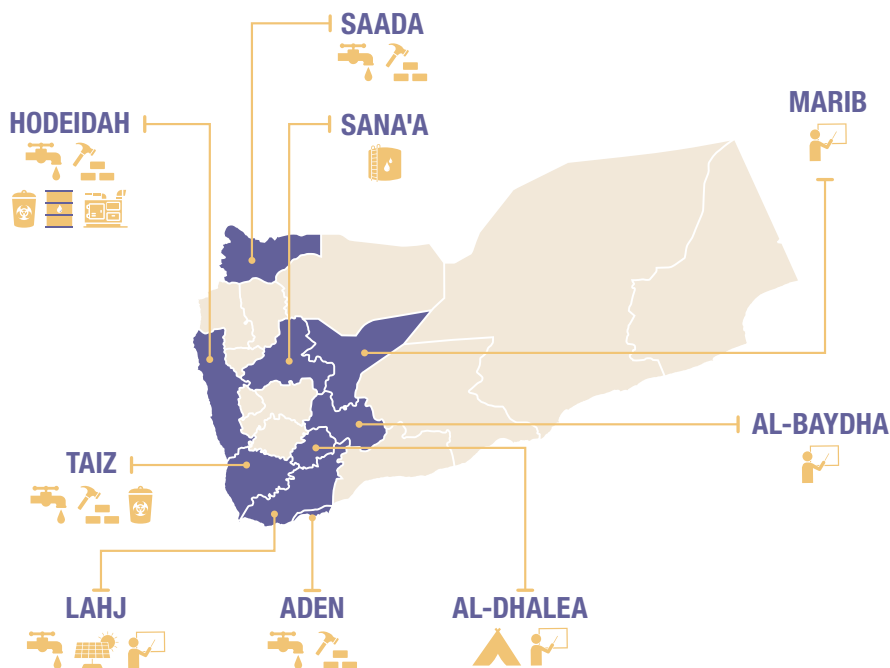 SAADA
MARIB
HODEIDAH
SANA'A
AL-BAYDHA
TAIZ
LAHJ
ADEN
AL-DHALEA